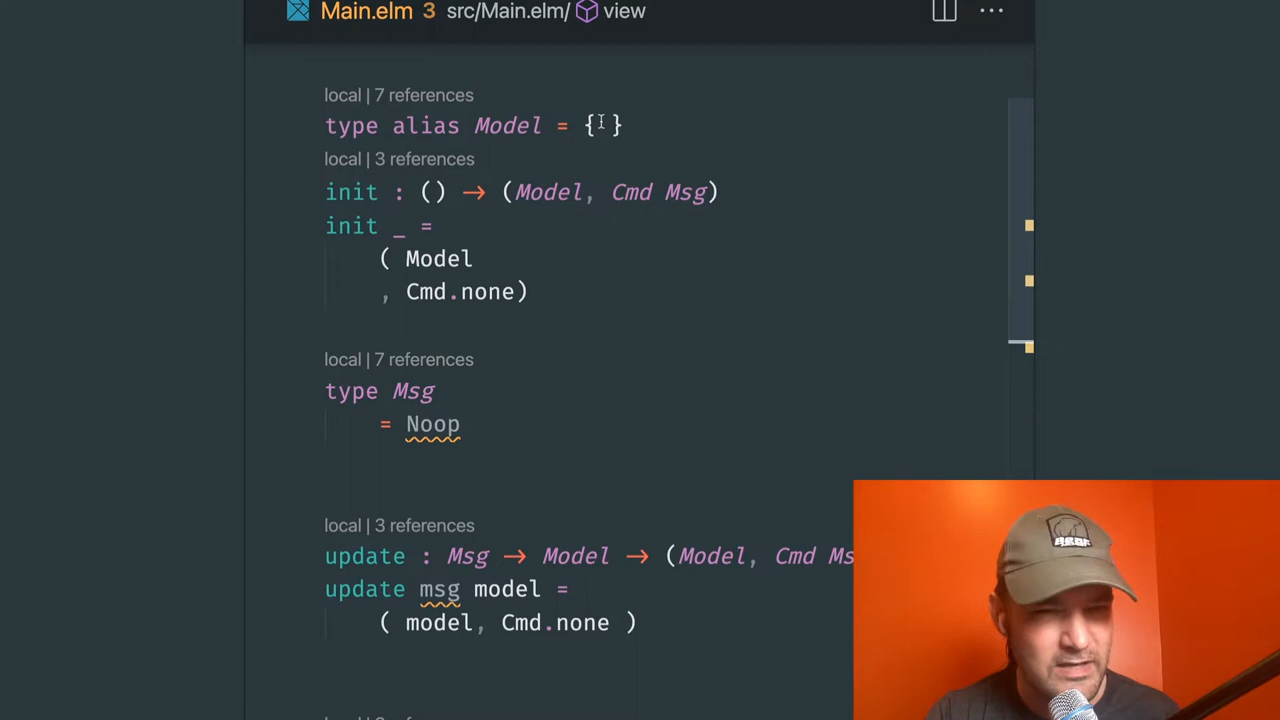 Main.elm 3 src/Main.elm/ view ...
local | 7 references
type alias Model = { }
local | 3 references
init : () → (Model, Cmd Msg)
init _ =
( Model
, Cmd.none)
local | 7 references
type Msg
= Noop
local | 3 references
update : Msg → Model → (Model, Cmd Ms
update msg model =
( model, Cmd.none )